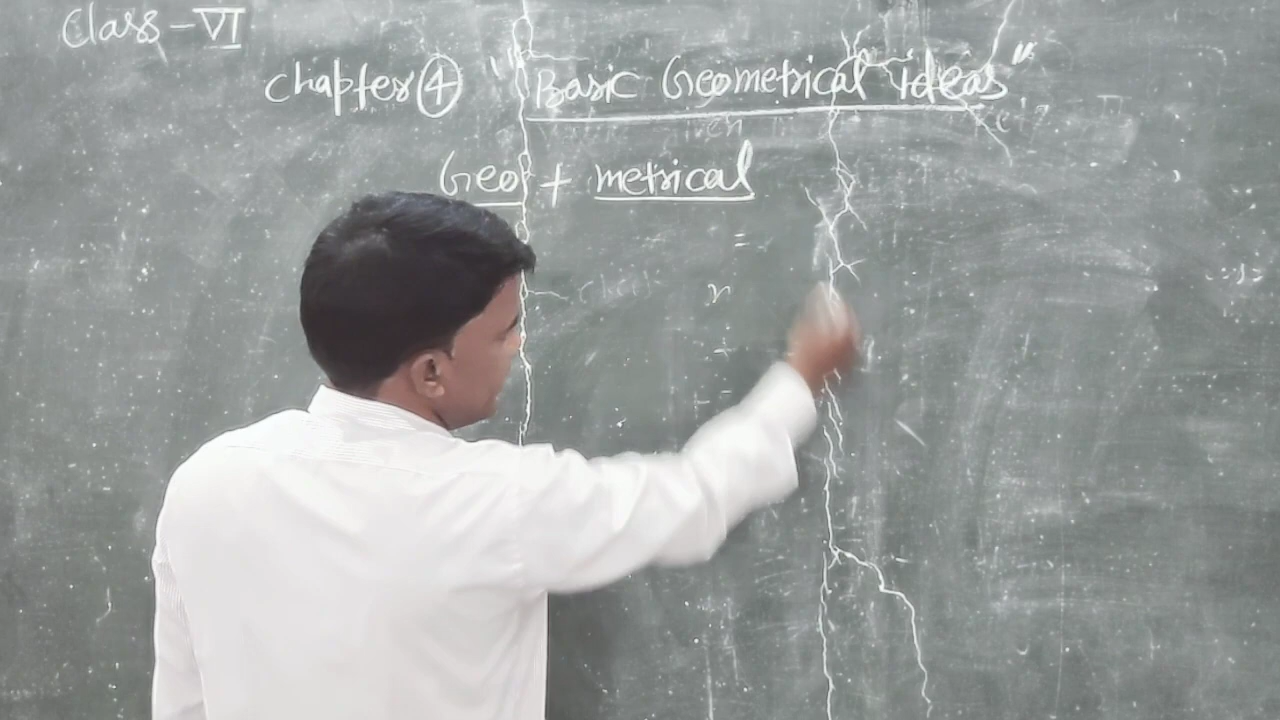 Class - VI
Chapter ④ "Basic Geometrical ideas"
Geo + metrical